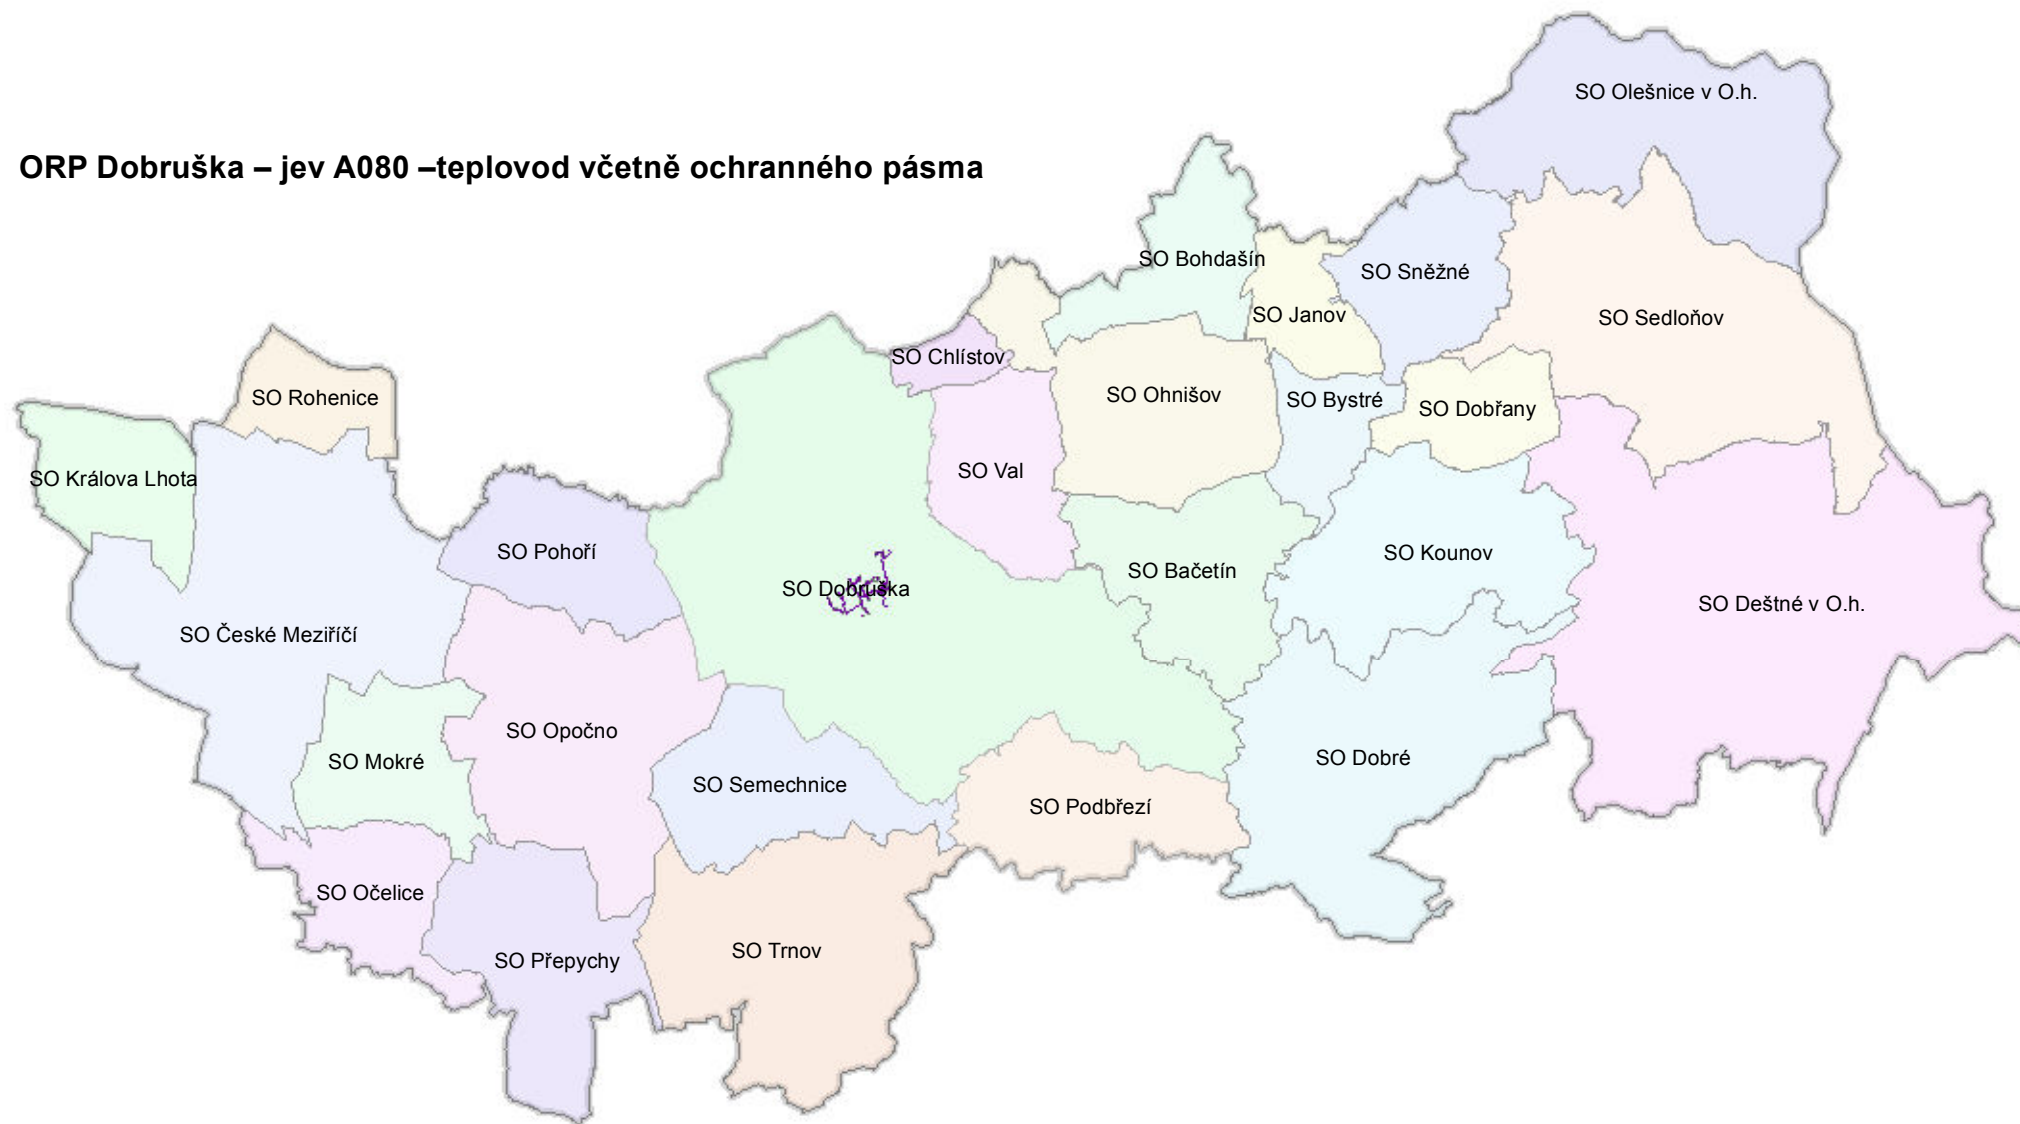 SO Olešnice v O.h.
ORP Dobruška – jev A080 –teplovod včetně ochranného pásma
SO Bohdašín
SO Sněžné
SO Janov
SO Sedloňov
SO Chlístov
SO Rohenice
SO Ohnišov
SO Bystré
SO Dobřany
SO Králova Lhota
SO Val
SO Pohoří
SO Kounov
SO Bačetín
SO Dobruška
SO Deštné v O.h.
SO České Meziříčí
SO Opočno
SO Mokré
SO Dobré
SO Semechnice
SO Podbřezí
SO Očelice
SO Trnov
SO Přepychy